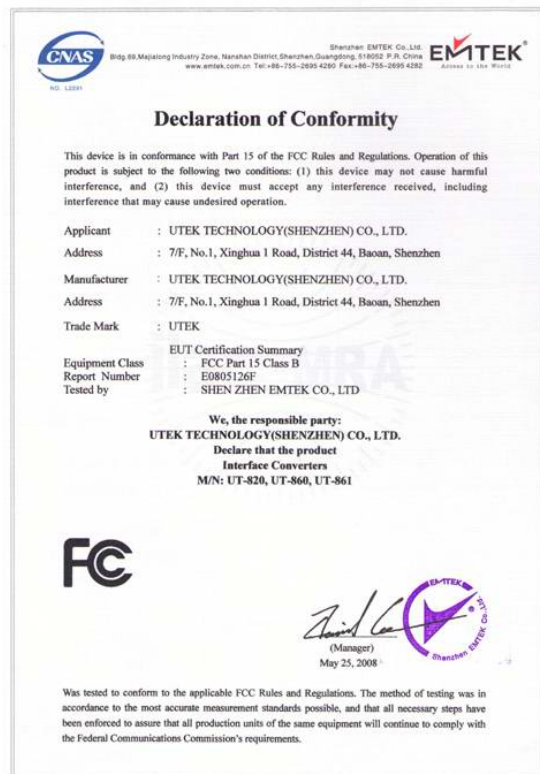 CNAS
NO. L2291
Shenzhen EMTEK Co.,Ltd.
Bldg.69,Majialong Industry Zone, Nanshan District,Shenzhen,Guangdong, 518052 P.R. China
www.emtek.com.cn Tel:+86-755-2695 4280 Fax:+86-755-2695 4282
EMTEK
Access to the World
Declaration of Conformity
This device is in conformance with Part 15 of the FCC Rules and Regulations. Operation of this
product is subject to the following two conditions: (1) this device may not cause harmful
interference, and (2) this device must accept any interference received, including
interference that may cause undesired operation.
Applicant : UTEK TECHNOLOGY(SHENZHEN) CO., LTD.
Address : 7/F, No.1, Xinghua 1 Road, District 44, Baoan, Shenzhen
Manufacturer : UTEK TECHNOLOGY(SHENZHEN) CO., LTD.
Address : 7/F, No.1, Xinghua 1 Road, District 44, Baoan, Shenzhen
Trade Mark : UTEK
EUT Certification Summary
Equipment Class : FCC Part 15 Class B
Report Number : E0805126F
Tested by : SHEN ZHEN EMTEK CO., LTD
We, the responsible party:
UTEK TECHNOLOGY(SHENZHEN) CO., LTD.
Declare that the product
Interface Converters
M/N: UT-820, UT-860, UT-861
FC
EMTEK
Shenzhen EMTEK Co., Ltd.
(Manager)
May 25, 2008
Was tested to conform to the applicable FCC Rules and Regulations. The method of testing was in
accordance to the most accurate measurement standards possible, and that all necessary steps have
been enforced to assure that all production units of the same equipment will continue to comply with
the Federal Communications Commission's requirements.